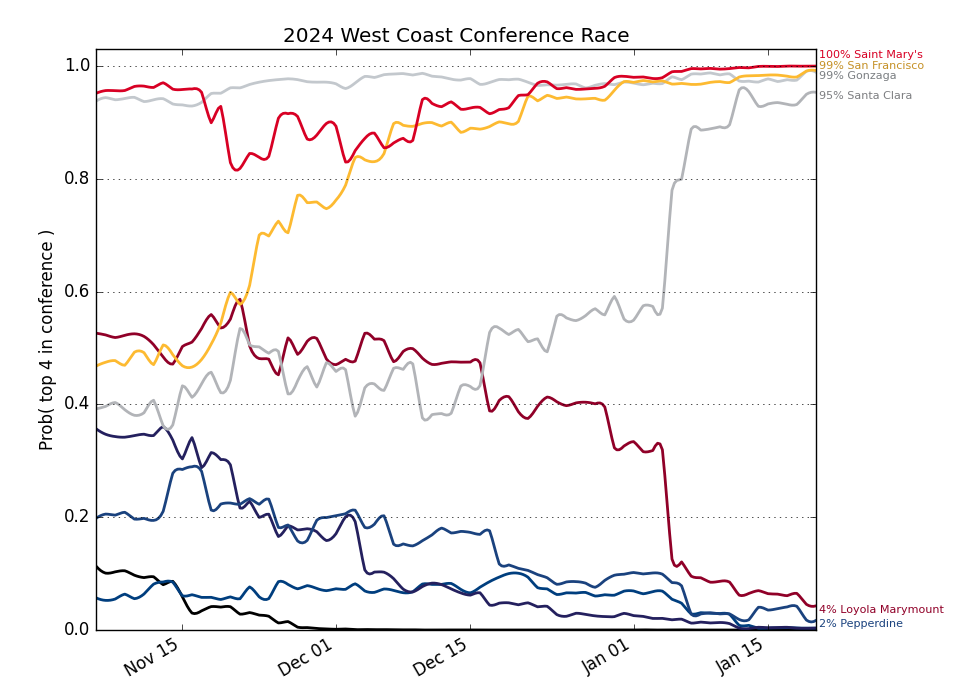 2024 West Coast Conference Race
Prob( top 4 in conference )
1.0
0.8
0.6
0.4
0.2
0.0
Nov 15
Dec 01
Dec 15
Jan 01
Jan 15
100% Saint Mary's
99% San Francisco
99% Gonzaga
95% Santa Clara
4% Loyola Marymount
2% Pepperdine